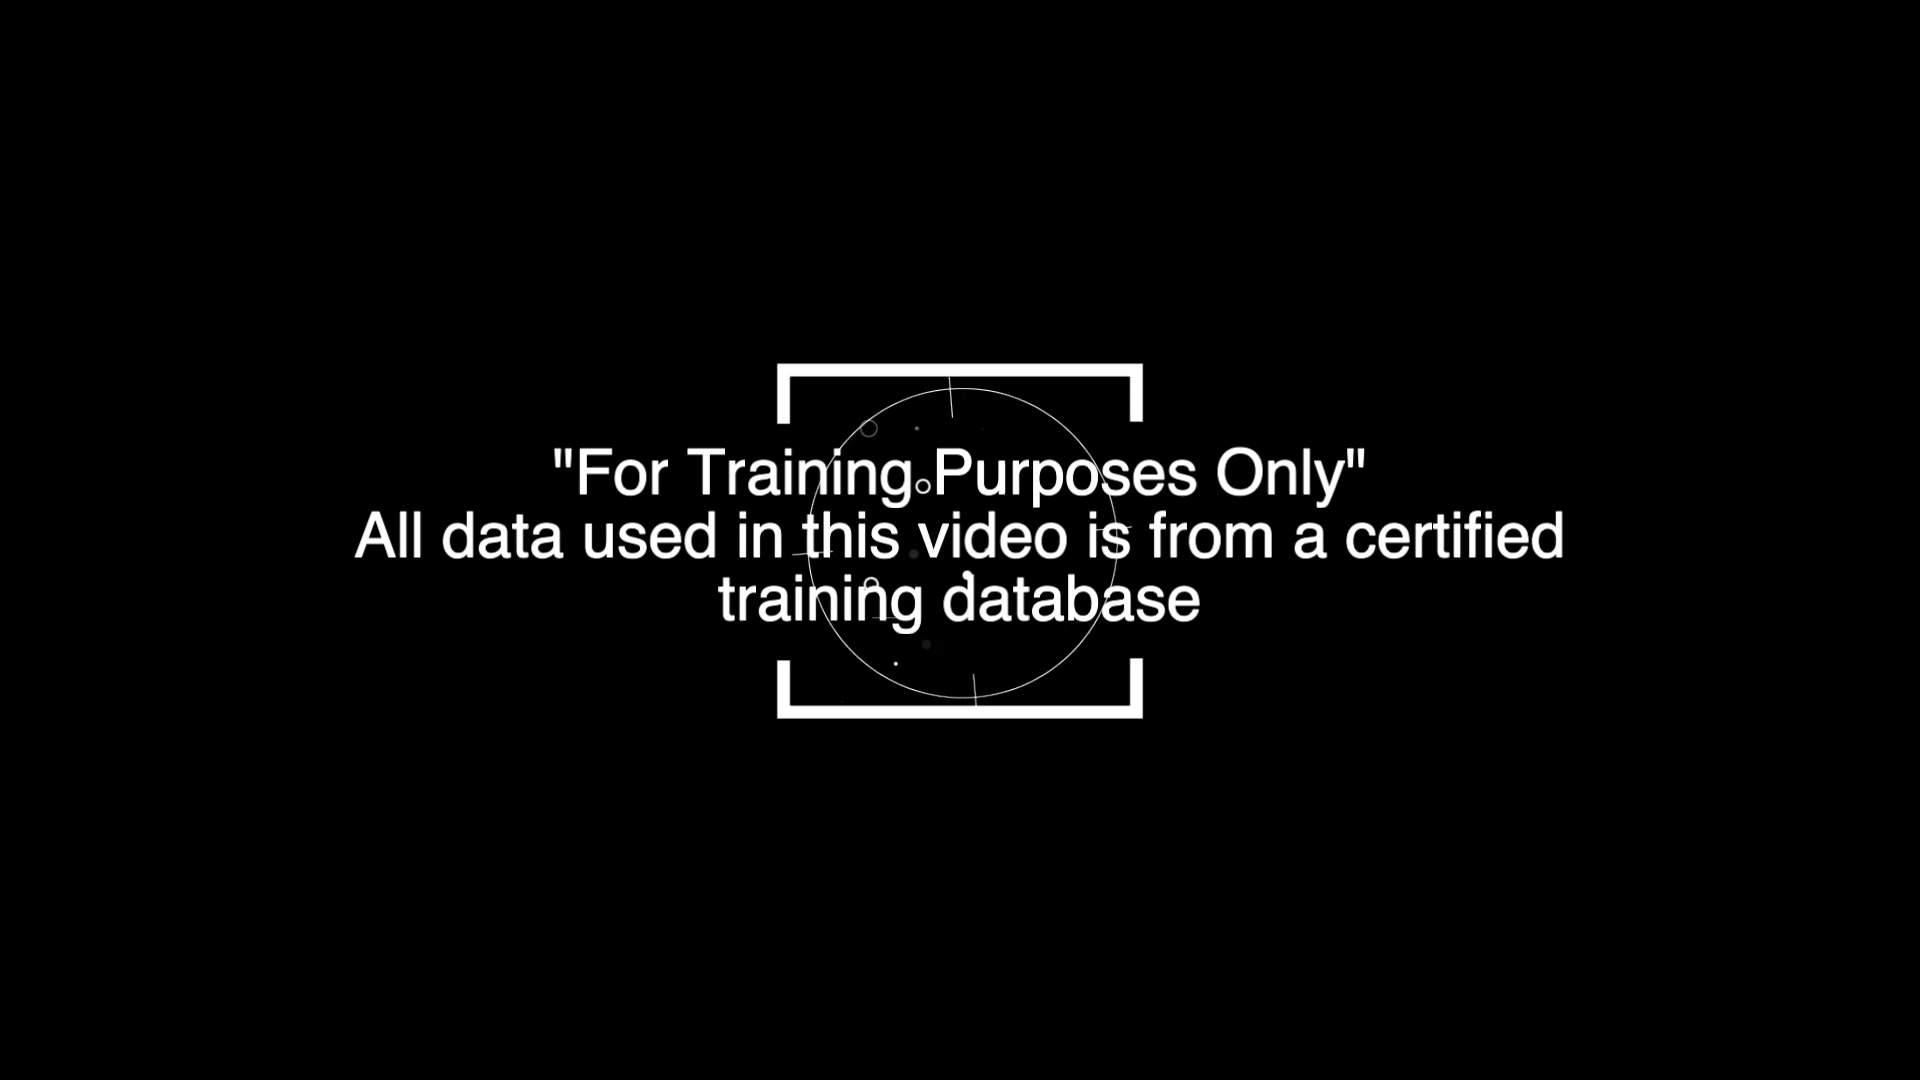 "For Training Purposes Only"
All data used in this video is from a certified
training database